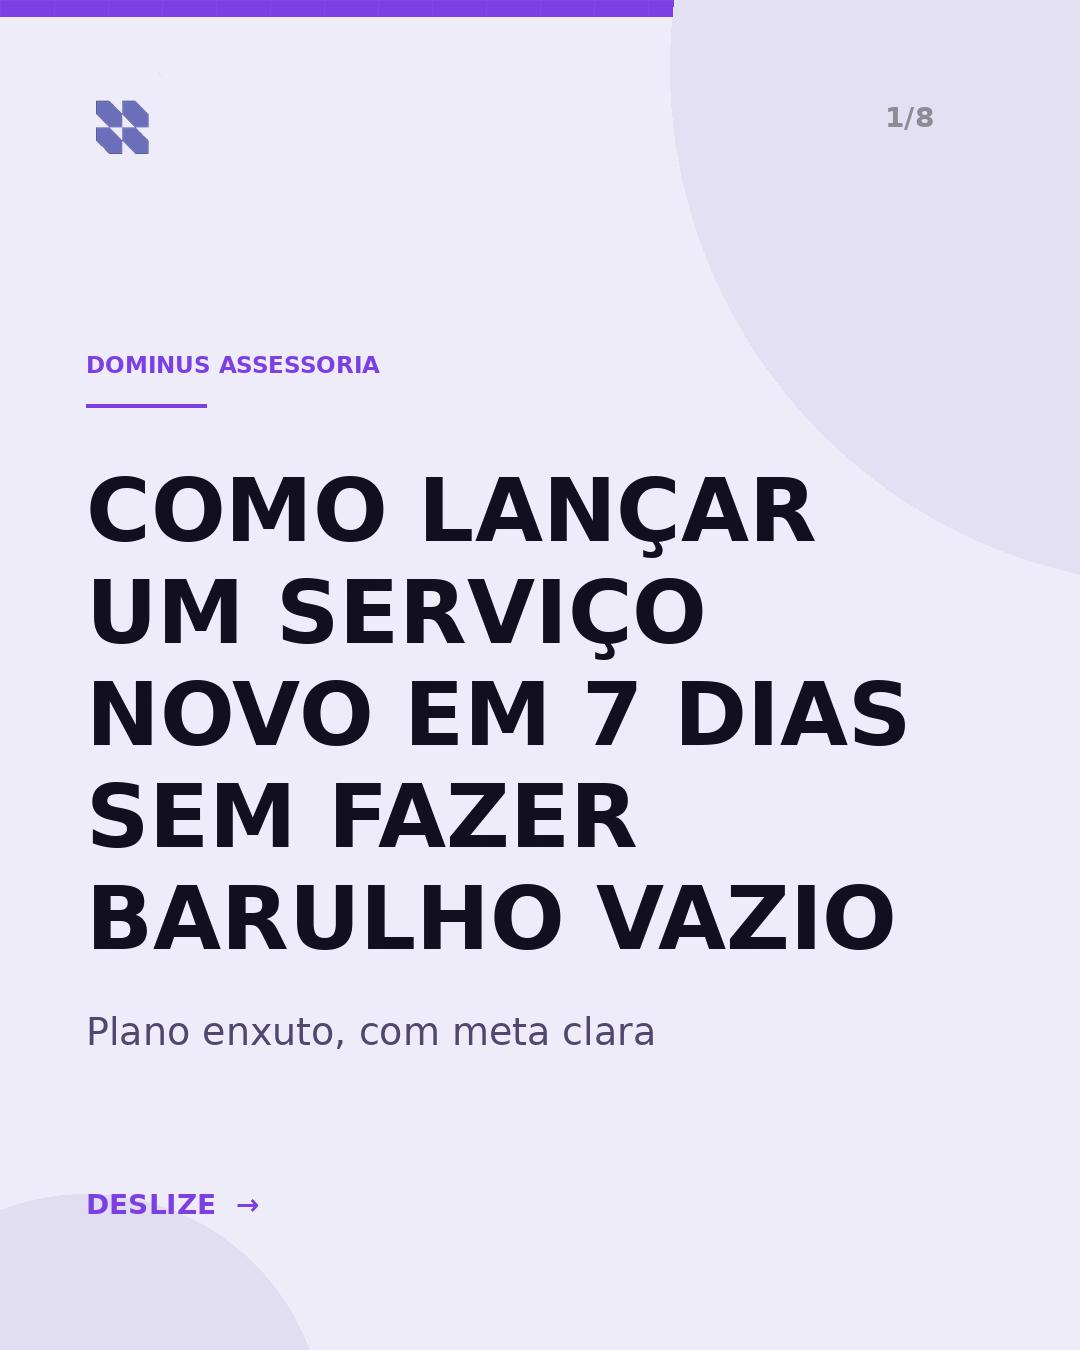 1/8
DOMINUS ASSESSORIA
COMO LANÇAR
UM SERVIÇO
NOVO EM 7 DIAS
SEM FAZER
BARULHO VAZIO
Plano enxuto, com meta clara
DESLIZE →